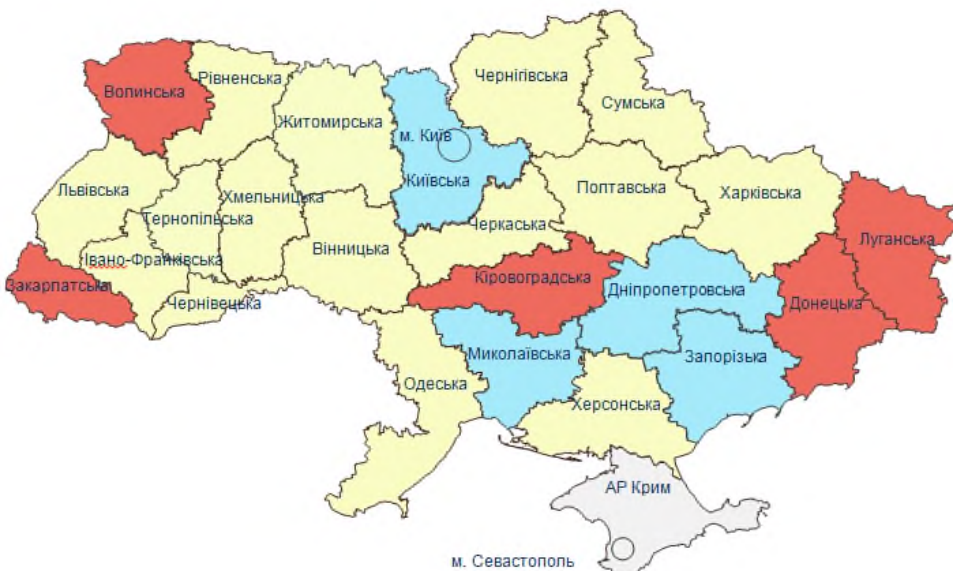 Чернігівська
Волинська
Рівненська
Сумська
Житомирська
м. Київ
Львівська
Тернопільська
Хмельницька
Київська
Поптавська
Харківська
Черкаська
Луганська
Вінницька
Івано-Франківська
Закарпатська
Чернівецька
Кіровоградська
Дніпропетровська
Донецька
Миколаївська
Запорізька
Одеська
Херсонська
АР Крим
м. Севастополь